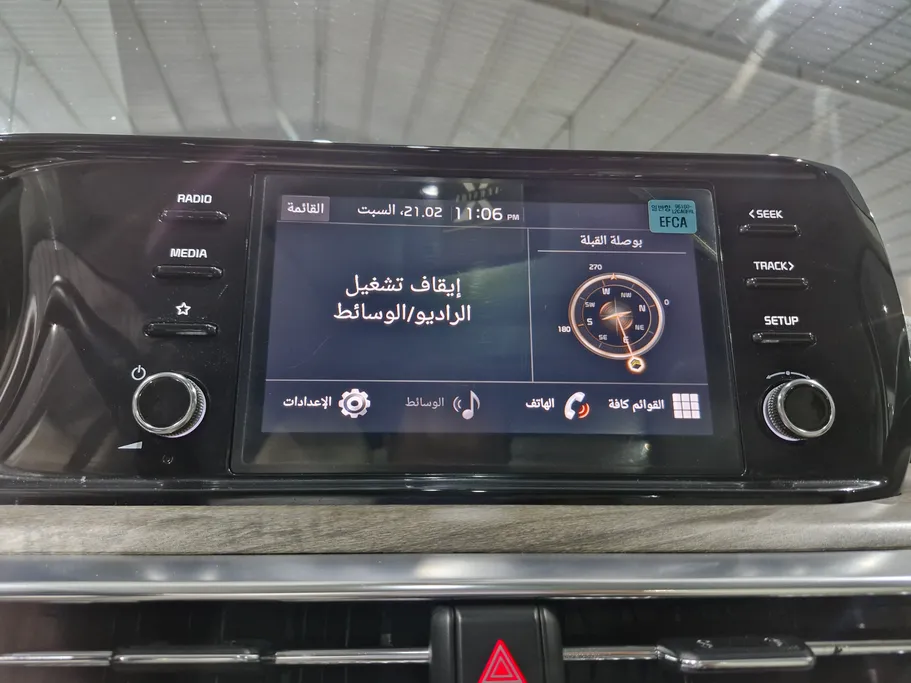 RADIO
MEDIA
القائمة
21.02، السبت
11:06 PM
EFCA
إيقاف تشغيل
الراديو/الوسائط
بوصلة القبلة
270
0
180
W
NW
SW
S
NE
SE
E
الإعدادات
الوسائط
الهاتف
القوائم كافة
<SEEK
TRACK>
SETUP